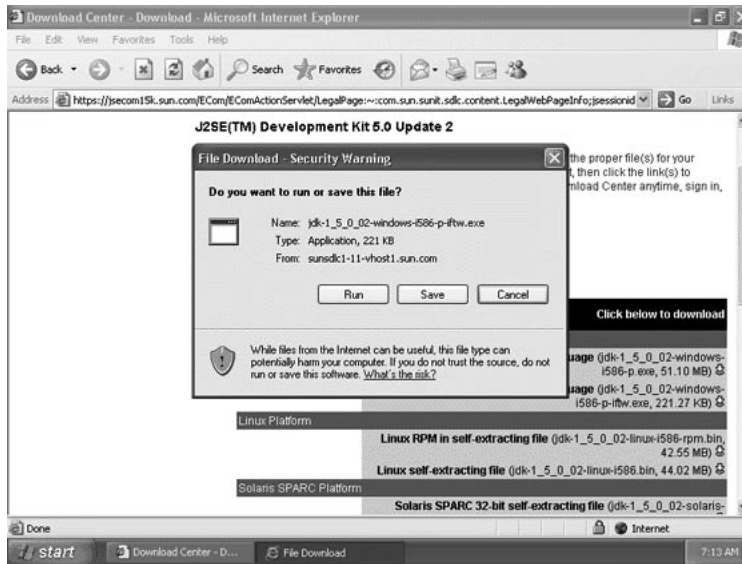 Download Center - Download - Microsoft Internet Explorer
File Edit View Favorites Tools Help
Back Search Favorites
Address https://jsecom15k.sun.com/ECom/EComActionServlet/LegalPage:~:com.sun.sunit.sdlc.content.LegalWebPageInfo;jsessionid Go Links
J2SE(TM) Development Kit 5.0 Update 2
the proper file(s) for your
, then click the link(s) to
nload Center anytime, sign in,
File Download - Security Warning
Do you want to run or save this file?
Name: jdk-1_5_0_02-windows-i586-p-iftw.exe
Type: Application, 221 KB
From: sunsdlc1-11-vhost1.sun.com
Run Save Cancel
While files from the Internet can be useful, this file type can
potentially harm your computer. If you do not trust the source, do not
run or save this software. What's the risk?
Click below to download
uage (jdk-1_5_0_02-windows-
i586-p.exe, 51.10 MB)
uage (jdk-1_5_0_02-windows-
i586-p-iftw.exe, 221.27 KB)
Linux Platform
Linux RPM in self-extracting file (jdk-1_5_0_02-linux-i586-rpm.bin,
42.55 MB)
Linux self-extracting file (jdk-1_5_0_02-linux-i586.bin, 44.02 MB)
Solaris SPARC Platform
Solaris SPARC 32-bit self-extracting file (jdk-1_5_0_02-solaris-
Done Internet
start Download Center - D... File Download 7:13 AM